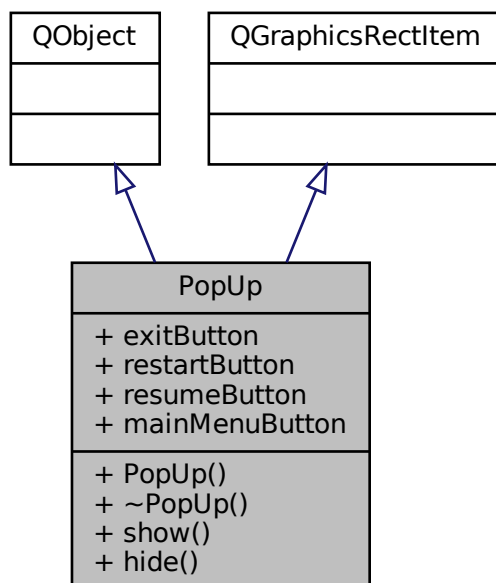 QObject
QGraphicsRectItem
PopUp
+ exitButton
+ restartButton
+ resumeButton
+ mainMenuButton
+ PopUp()
+ ~PopUp()
+ show()
+ hide()